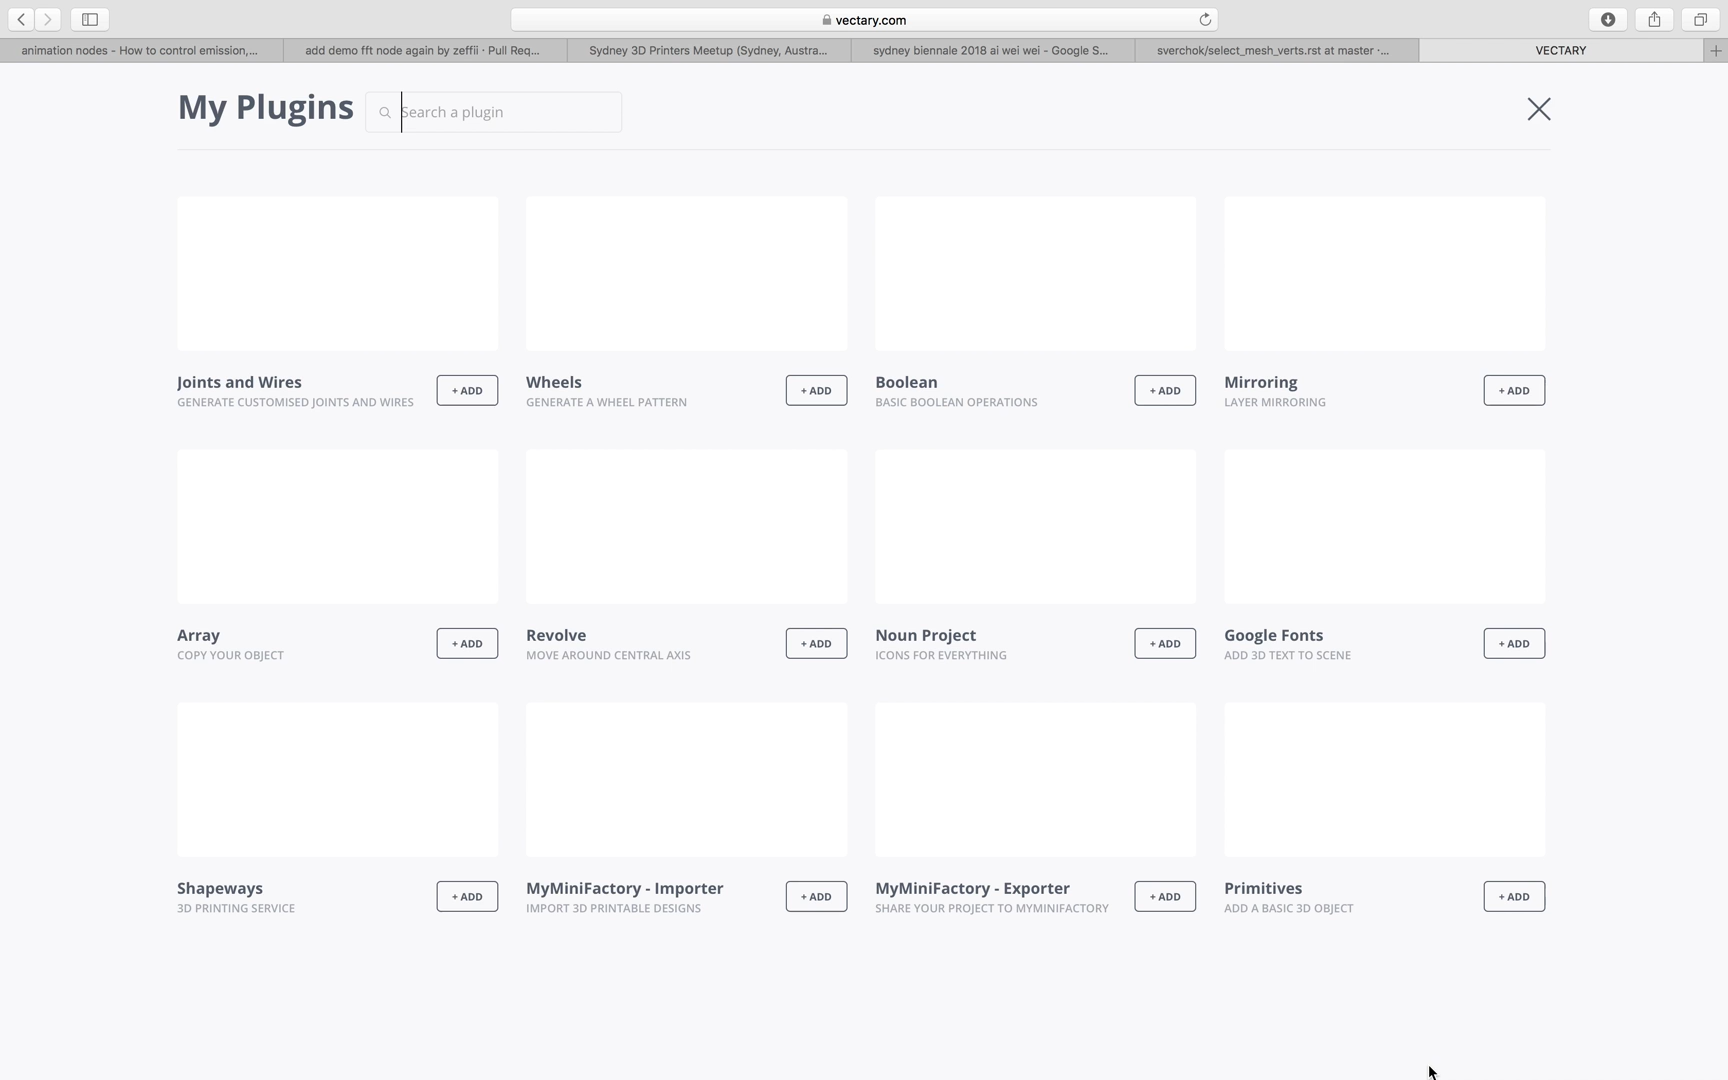 vectary.com
animation nodes - How to control emission,...
add demo fft node again by zeffii · Pull Req...
Sydney 3D Printers Meetup (Sydney, Austra...
sydney biennale 2018 ai wei wei - Google S...
sverchok/select_mesh_verts.rst at master ·...
VECTARY
My Plugins
Search a plugin
Joints and Wires
GENERATE CUSTOMISED JOINTS AND WIRES
+ ADD
Wheels
GENERATE A WHEEL PATTERN
+ ADD
Boolean
BASIC BOOLEAN OPERATIONS
+ ADD
Mirroring
LAYER MIRRORING
+ ADD
Array
COPY YOUR OBJECT
+ ADD
Revolve
MOVE AROUND CENTRAL AXIS
+ ADD
Noun Project
ICONS FOR EVERYTHING
+ ADD
Google Fonts
ADD 3D TEXT TO SCENE
+ ADD
Shapeways
3D PRINTING SERVICE
+ ADD
MyMiniFactory - Importer
IMPORT 3D PRINTABLE DESIGNS
+ ADD
MyMiniFactory - Exporter
SHARE YOUR PROJECT TO MYMINIFACTORY
+ ADD
Primitives
ADD A BASIC 3D OBJECT
+ ADD